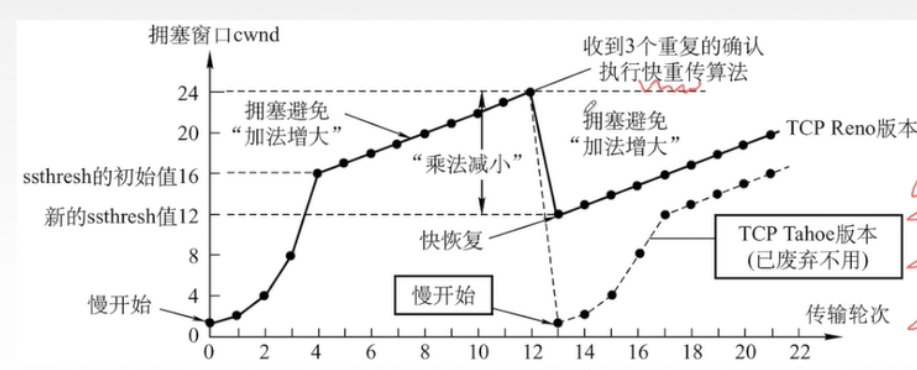 拥塞窗口cwnd
收到3个重复的确认
执行快重传算法
24
拥塞避免
“加法增大”
拥塞避免
“加法增大”
20
TCP Reno版本
“乘法减小”
ssthresh的初始值16
新的ssthresh值12
快恢复
TCP Tahoe版本
(已废弃不用)
8
慢开始
4
慢开始
传输轮次
0
0 2 4 6 8 10 12 14 16 18 20 22